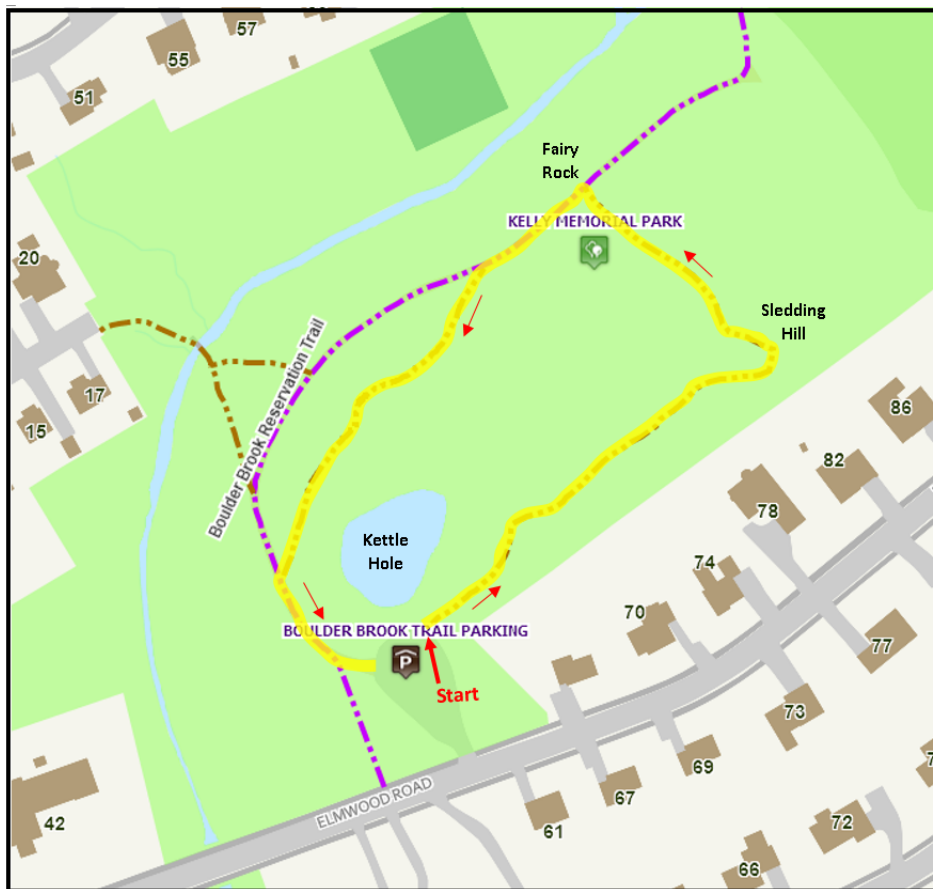 57
55
51
Fairy
Rock
KELLY MEMORIAL PARK
20
Sledding
Hill
Boulder Brook Reservation Trail
17
15
86
82
78
Kettle
Hole
74
70
BOULDER BROOK TRAIL PARKING
P
77
Start
73
69
67
ELMWOOD ROAD
61
42
72
66